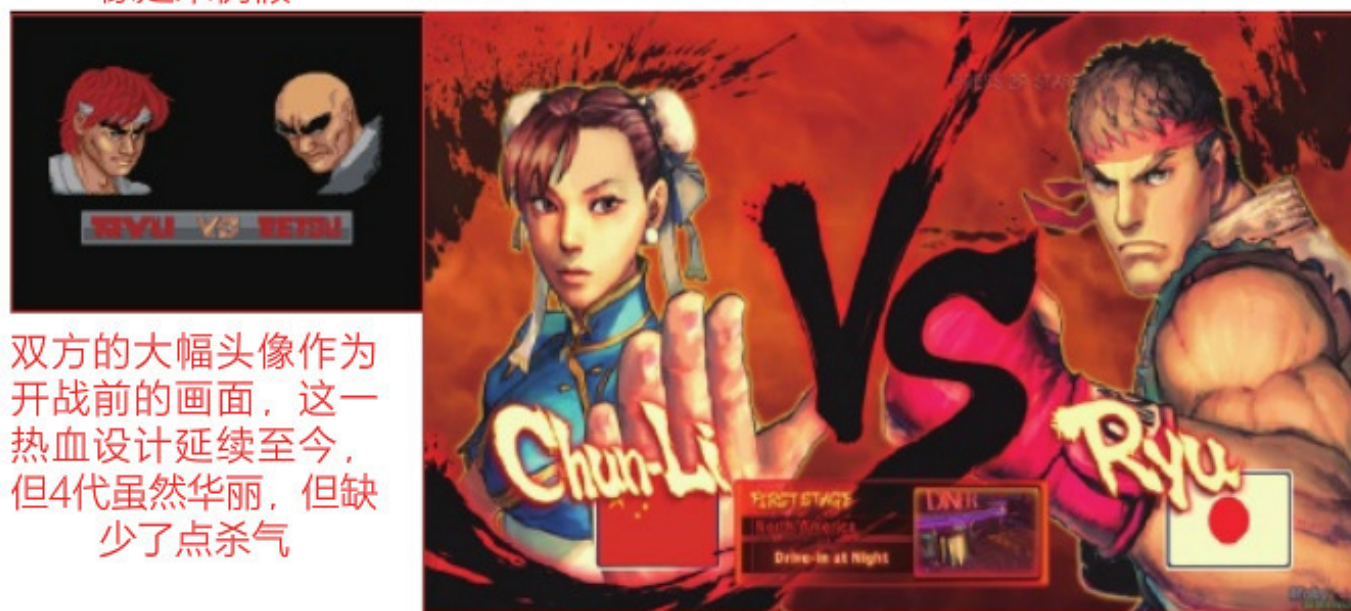 RYU VS RETSU
双方的大幅头像作为
开战前的画面，这一
热血设计延续至今，
但4代虽然华丽，但缺
少了点杀气
VS
Chun-Li
Ryu
FIRST STAGE
North America
Drive-in at Night
DINER